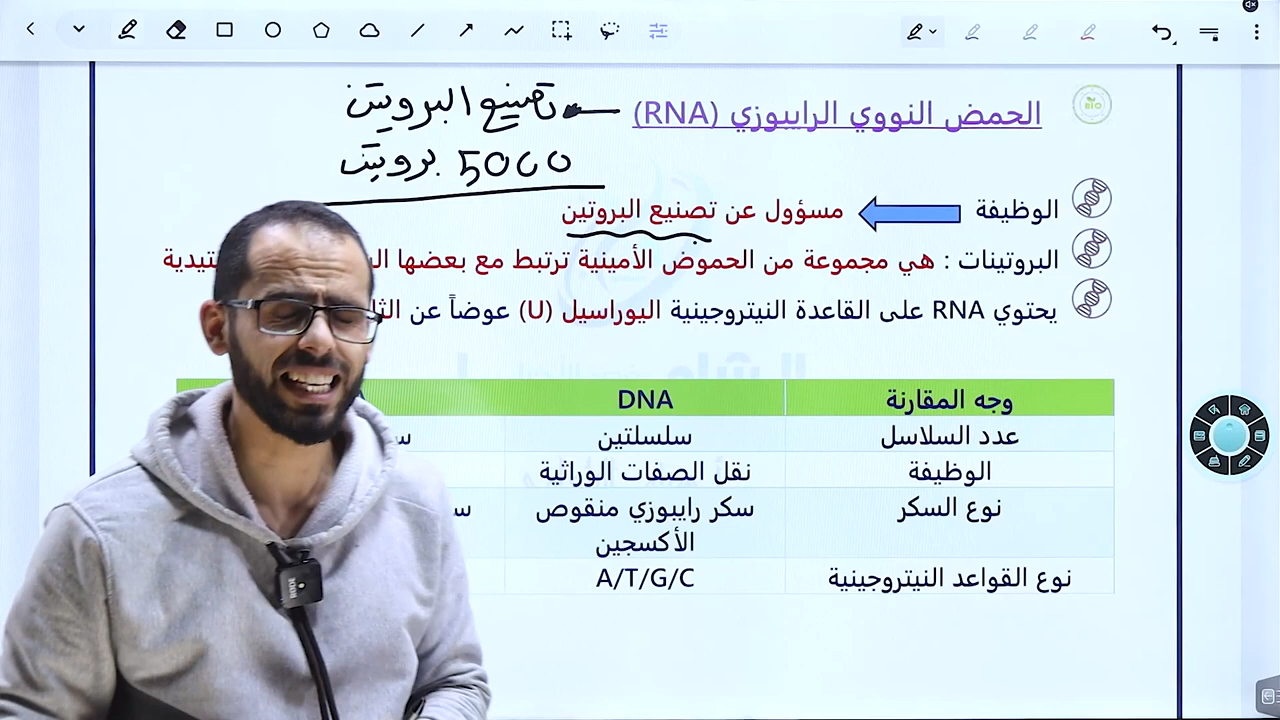 الحمض النووي الرايبوزي (RNA)
تصنيع البروتين
5000 بروتين
الوظيفة
مسؤول عن تصنيع البروتين
البروتينات : هي مجموعة من الحموض الأمينية ترتبط مع بعضها
يحتوي RNA على القاعدة النيتروجينية اليوراسيل (U) عوضاً عن
وجه المقارنة DNA
عدد السلاسل سلسلتين
الوظيفة نقل الصفات الوراثية
نوع السكر سكر رايبوزي منقوص
الأكسجين
نوع القواعد النيتروجينية A/T/G/C
BIO
RODE